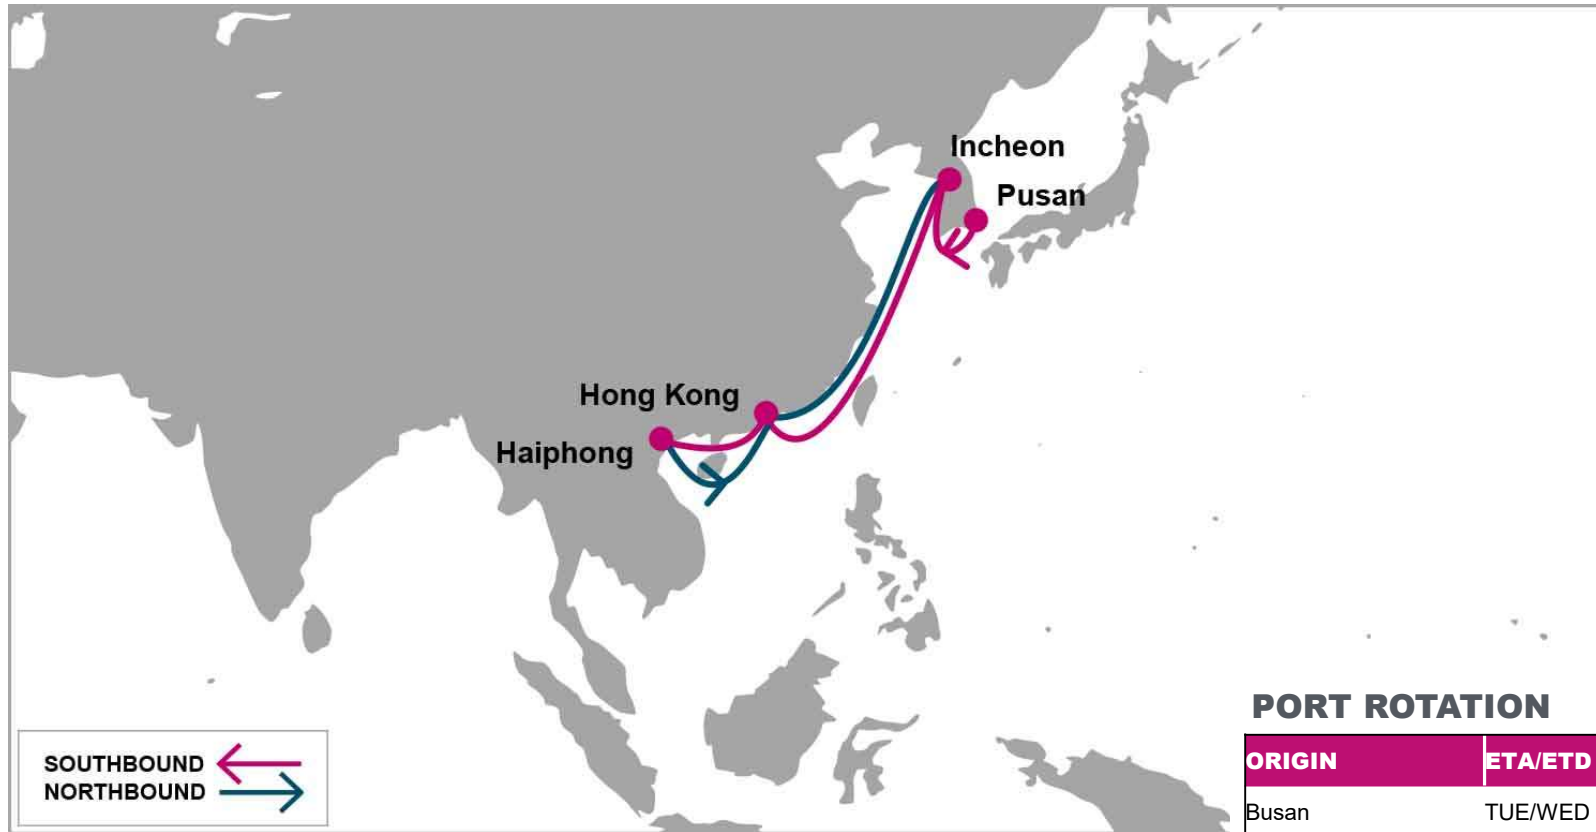 Incheon
Pusan
Hong Kong
Haiphong
SOUTHBOUND
NORTHBOUND
PORT ROTATION
ORIGIN ETA/ETD
Busan TUE/WED